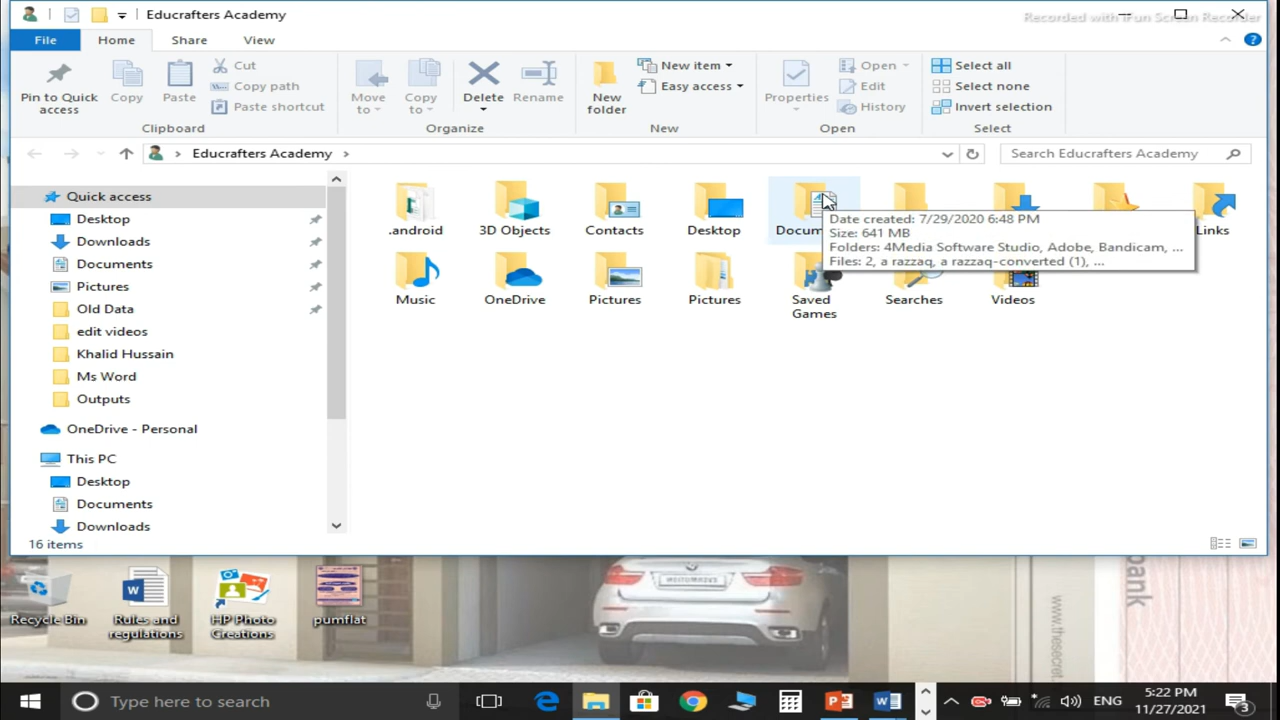 Educrafters Academy
Recorded with iFun Screen Recorder
File
Home
Share
View
Pin to Quick access
Copy
Paste
Cut
Copy path
Paste shortcut
Clipboard
Move to
Copy to
Delete
Rename
Organize
New folder
New item
Easy access
New
Properties
Open
Edit
History
Open
Select all
Select none
Invert selection
Select
Educrafters Academy
Search Educrafters Academy
Quick access
Desktop
Downloads
Documents
Pictures
Old Data
edit videos
Khalid Hussain
Ms Word
Outputs
OneDrive - Personal
This PC
Desktop
Documents
Downloads
.android
3D Objects
Contacts
Desktop
Docum
Links
Date created: 7/29/2020 6:48 PM
Size: 641 MB
Folders: 4Media Software Studio, Adobe, Bandicam, ...
Files: 2, a razzaq, a razzaq-converted (1), ...
Music
OneDrive
Pictures
Pictures
Saved Games
Searches
Videos
16 items
Recycle Bin
Rules and regulations
HP Photo Creations
pumflat
bank
Type here to search
ENG
5:22 PM
11/27/2021
3